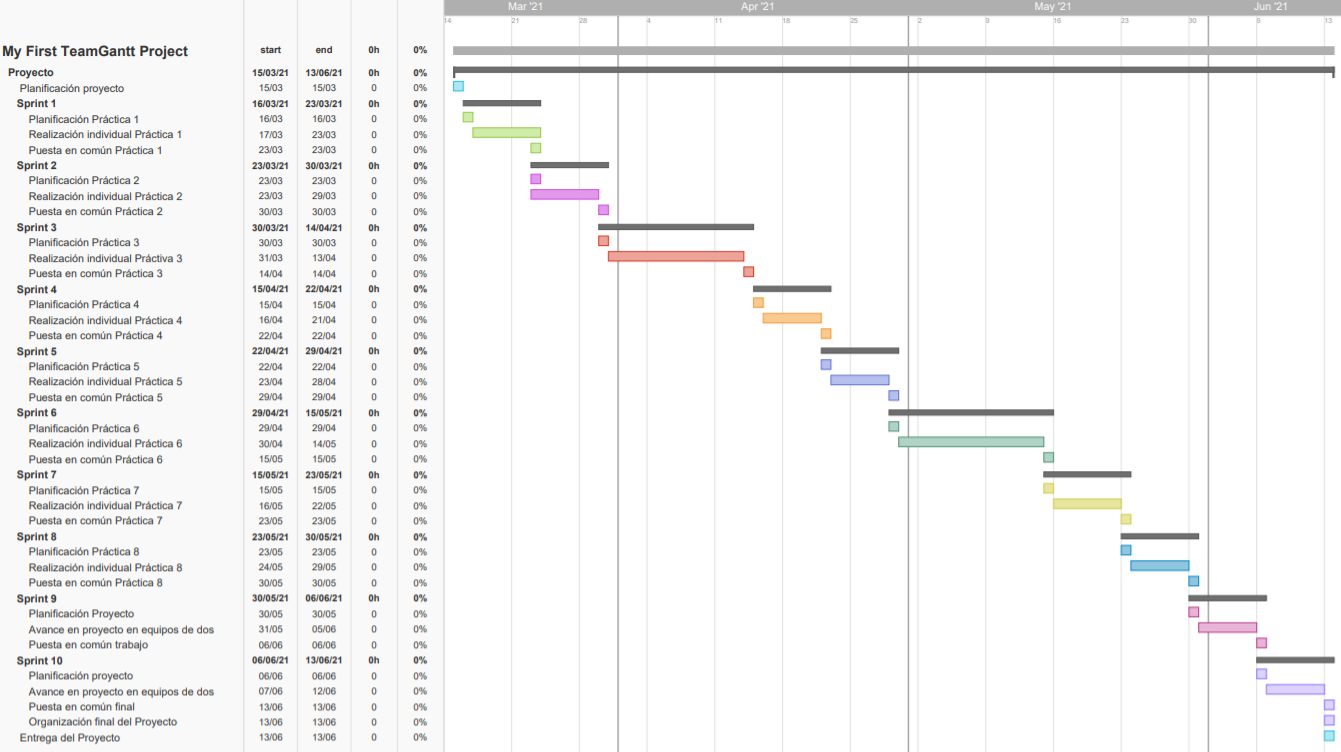 Mar '21 Apr '21 May '21 Jun '21
14 21 28 4 11 18 25 2 9 16 23 30 6 13
My First TeamGantt Project start end 0h 0%
Proyecto 15/03/21 13/06/21 0h 0%
Planificación proyecto 15/03 15/03 0 0%
Sprint 1 16/03/21 23/03/21 0h 0%
Planificación Práctica 1 16/03 16/03 0 0%
Realización individual Práctica 1 17/03 23/03 0 0%
Puesta en común Práctica 1 23/03 23/03 0 0%
Sprint 2 23/03/21 30/03/21 0h 0%
Planificación Práctica 2 23/03 23/03 0 0%
Realización individual Práctica 2 23/03 29/03 0 0%
Puesta en común Práctica 2 30/03 30/03 0 0%
Sprint 3 30/03/21 14/04/21 0h 0%
Planificación Práctica 3 30/03 30/03 0 0%
Realización individual Práctiva 3 31/03 13/04 0 0%
Puesta en común Práctica 3 14/04 14/04 0 0%
Sprint 4 15/04/21 22/04/21 0h 0%
Planificación Práctica 4 15/04 15/04 0 0%
Realización individual Práctica 4 16/04 21/04 0 0%
Puesta en común Práctica 4 22/04 22/04 0 0%
Sprint 5 22/04/21 29/04/21 0h 0%
Planificación Práctica 5 22/04 22/04 0 0%
Realización individual Práctica 5 23/04 28/04 0 0%
Puesta en común Práctica 5 29/04 29/04 0 0%
Sprint 6 29/04/21 15/05/21 0h 0%
Planificación Práctica 6 29/04 29/04 0 0%
Realización individual Práctica 6 30/04 14/05 0 0%
Puesta en común Práctica 6 15/05 15/05 0 0%
Sprint 7 15/05/21 23/05/21 0h 0%
Planificación Práctica 7 15/05 15/05 0 0%
Realización individual Práctica 7 16/05 22/05 0 0%
Puesta en común Práctica 7 23/05 23/05 0 0%
Sprint 8 23/05/21 30/05/21 0h 0%
Planificación Práctica 8 23/05 23/05 0 0%
Realización individual Práctica 8 24/05 29/05 0 0%
Puesta en común Práctica 8 30/05 30/05 0 0%
Sprint 9 30/05/21 06/06/21 0h 0%
Planificación Proyecto 30/05 30/05 0 0%
Avance en proyecto en equipos de dos 31/05 05/06 0 0%
Puesta en común trabajo 06/06 06/06 0 0%
Sprint 10 06/06/21 13/06/21 0h 0%
Planificación proyecto 06/06 06/06 0 0%
Avance en proyecto en equipos de dos 07/06 12/06 0 0%
Puesta en común final 13/06 13/06 0 0%
Organización final del Proyecto 13/06 13/06 0 0%
Entrega del Proyecto 13/06 13/06 0 0%